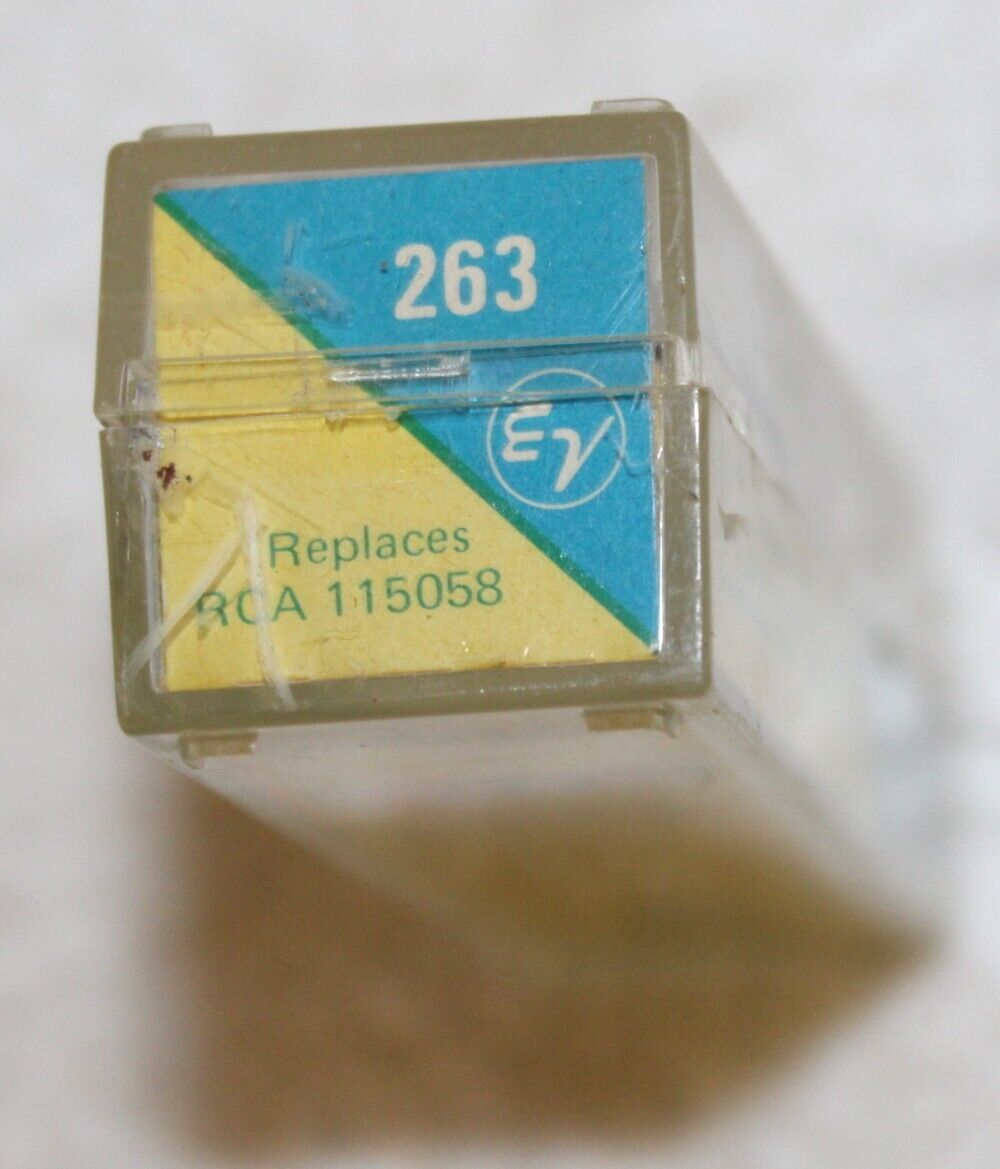 263
EV
Replaces
RCA 115058